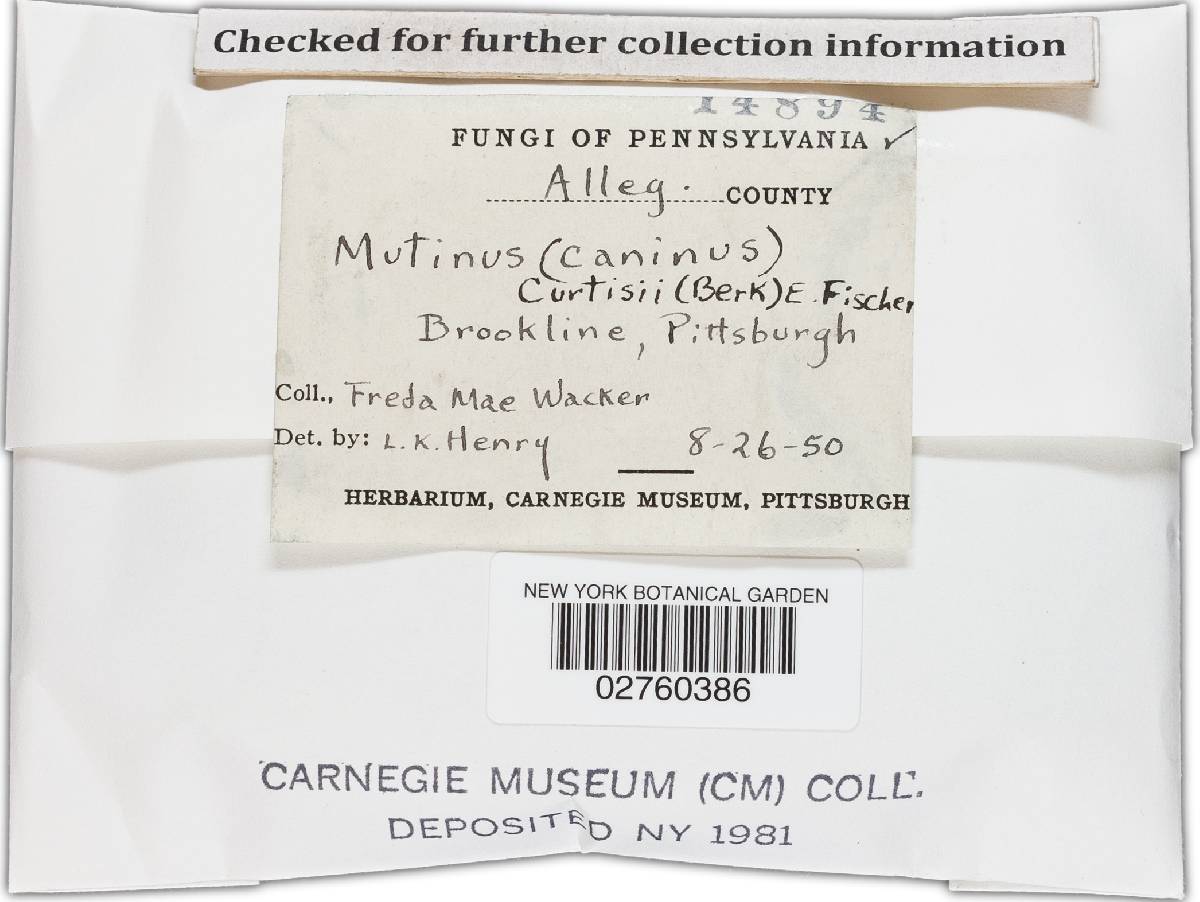 Checked for further collection information
14894
FUNGI OF PENNSYLVANIA ✓
Alleg. COUNTY
Mutinus (caninus)
Curtisii (Berk) E. Fischer
Brookline, Pittsburgh
Coll., Freda Mae Wacker
Det. by: L.K. Henry 8-26-50
HERBARIUM, CARNEGIE MUSEUM, PITTSBURGH
NEW YORK BOTANICAL GARDEN
02760386
CARNEGIE MUSEUM (CM) COLL.
DEPOSITED NY 1981